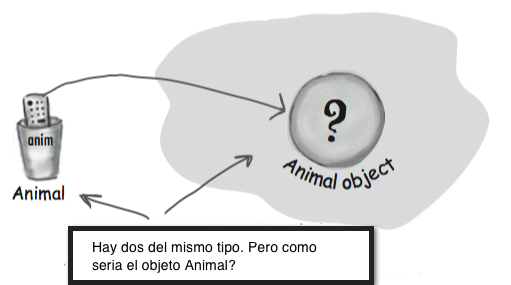 ?
anim
Animal
Animal object
Hay dos del mismo tipo. Pero como
seria el objeto Animal?